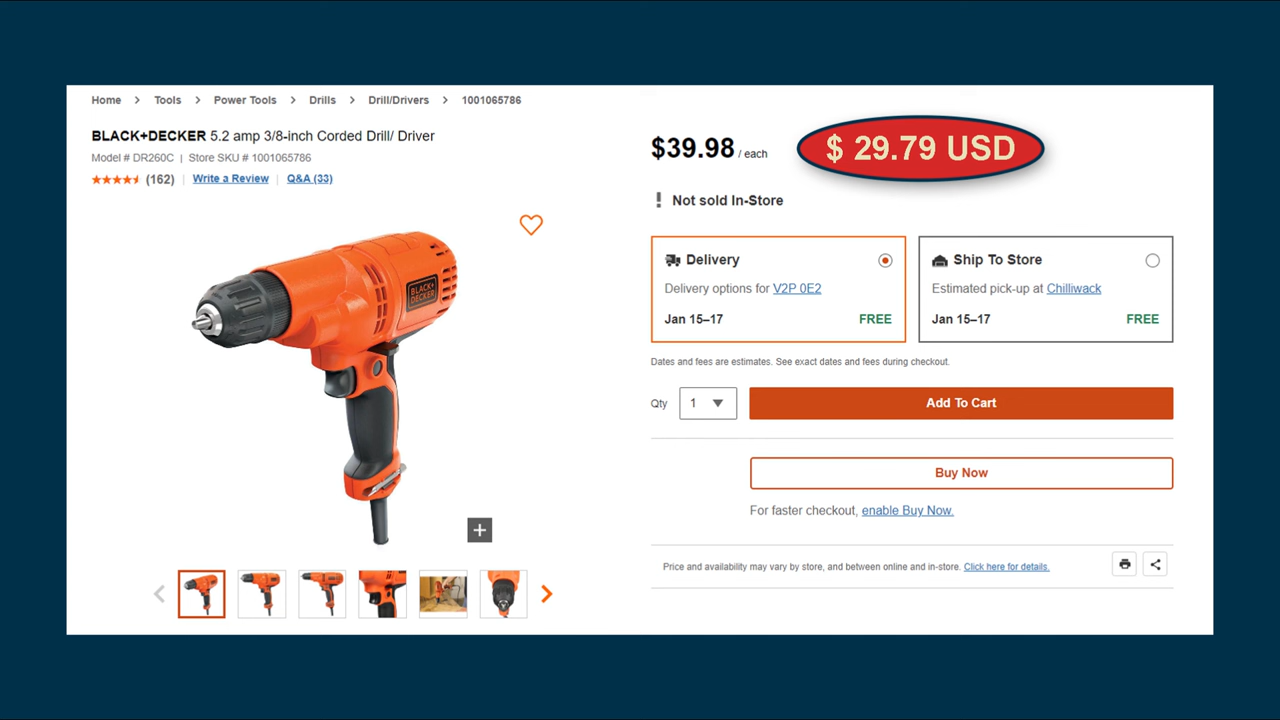 Home > Tools > Power Tools > Drills > Drill/Drivers > 1001065786
BLACK+DECKER 5.2 amp 3/8-inch Corded Drill/ Driver
Model # DR260C | Store SKU # 1001065786
(162) | Write a Review | Q&A (33)
BLACK+
DECKER
$39.98 / each
$ 29.79 USD
! Not sold In-Store
Delivery
Delivery options for V2P 0E2
Jan 15–17 FREE
Ship To Store
Estimated pick-up at Chilliwack
Jan 15–17 FREE
Dates and fees are estimates. See exact dates and fees during checkout.
Qty 1 Add To Cart
Buy Now
For faster checkout, enable Buy Now.
Price and availability may vary by store, and between online and in-store. Click here for details.